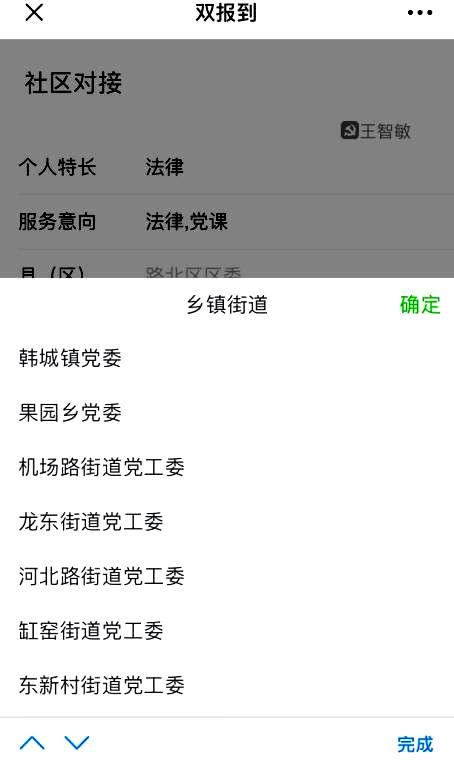 双报到
社区对接
王智敏
个人特长 法律
服务意向 法律,党课
县（区） 路北区区委
乡镇街道 确定
韩城镇党委
果园乡党委
机场路街道党工委
龙东街道党工委
河北路街道党工委
缸窑街道党工委
东新村街道党工委
完成